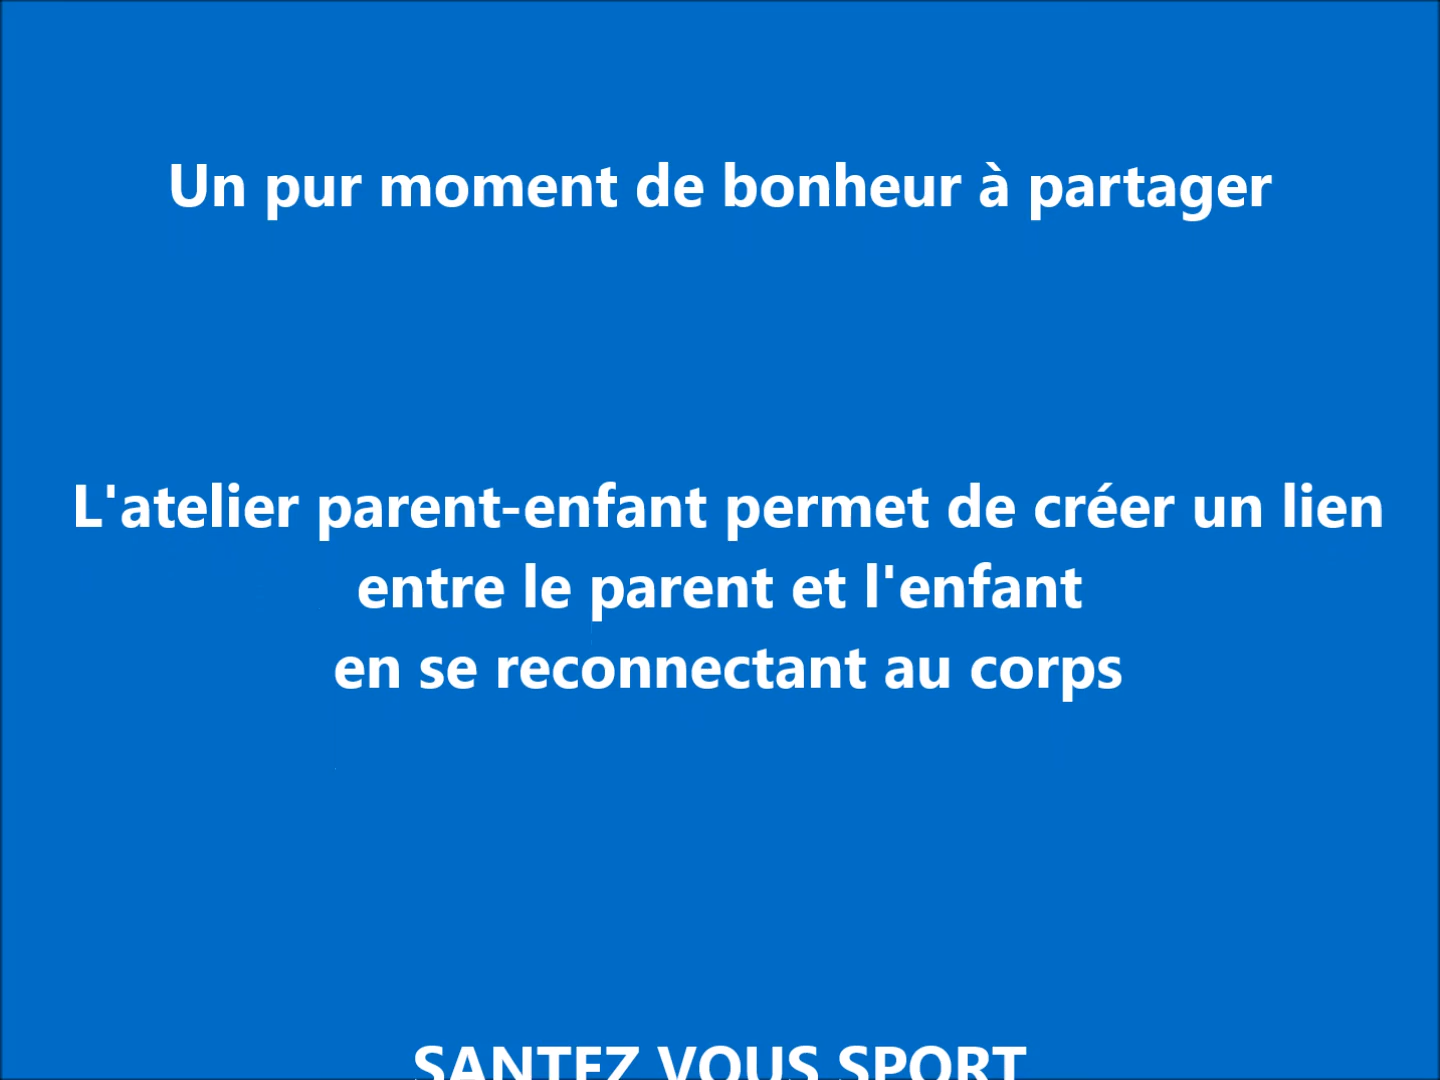 Un pur moment de bonheur à partager
L'atelier parent-enfant permet de créer un lien
entre le parent et l'enfant
en se reconnectant au corps
SANTEZ VOUS SPORT